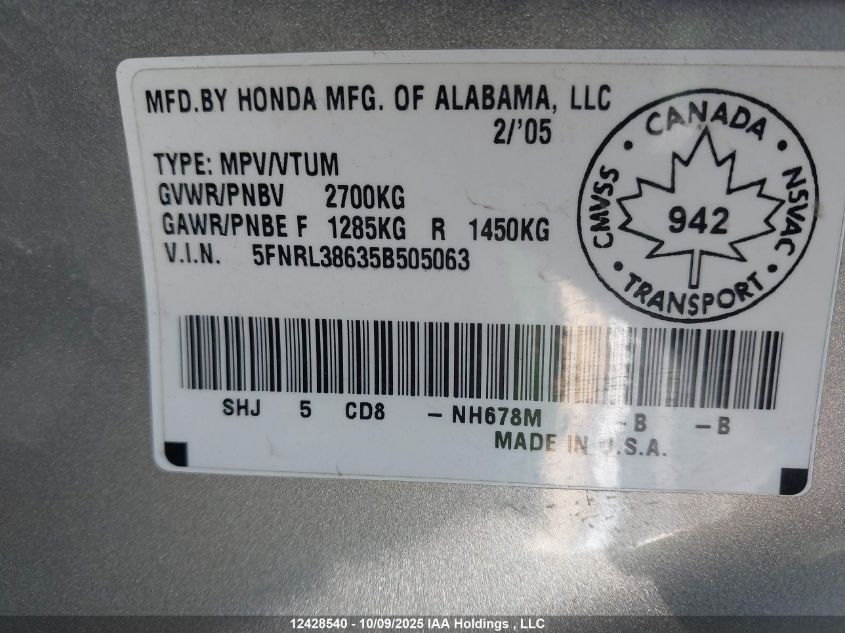 MFD.BY HONDA MFG. OF ALABAMA, LLC
2/'05
TYPE: MPV/VTUM
GVWR/PNBV 2700KG
GAWR/PNBE F 1285KG R 1450KG
V.I.N. 5FNRL38635B505063
CANADA
CMVSS
NSVAC
942
TRANSPORT
SHJ 5 CD8 - NH678M -B -B
MADE IN U.S.A.
12428540 - 10/09/2025 IAA Holdings , LLC